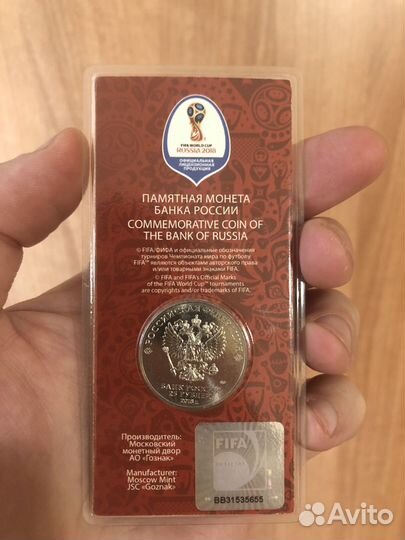 FIFA WORLD CUP
RUSSIA 2018
ОФИЦИАЛЬНАЯ
ЛИЦЕНЗИОННАЯ
ПРОДУКЦИЯ
ПАМЯТНАЯ МОНЕТА
БАНКА РОССИИ
COMMEMORATIVE COIN OF
THE BANK OF RUSSIA
© FIFA/ФИФА и официальные обозначения
турниров Чемпионата мира по футболу
FIFA™ являются объектами авторского права
и/или товарными знаками FIFA.
© FIFA and FIFA's Official Marks
of the FIFA World Cup™ tournaments
are copyrights and/or trademarks of FIFA.
РОССИЙСКАЯ ФЕДЕРАЦИЯ
БАНК РОССИИ
25 РУБЛЕЙ
2018 г.
Производитель:
Московский
монетный двор
АО «Гознак»
Manufacturer:
Moscow Mint
JSC «Goznak»
FIFA
BB31535655
Avito